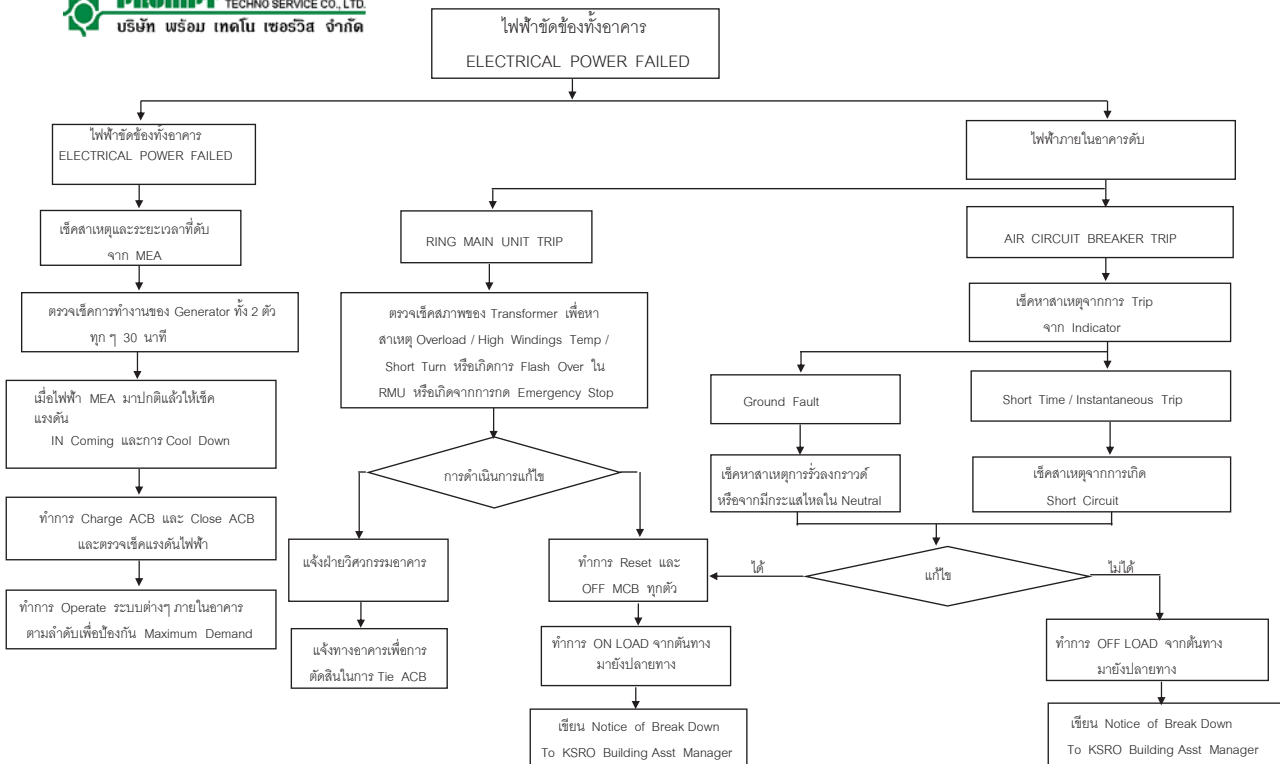 PROMPT TECHNO SERVICE CO., LTD.
บริษัท พร้อม เทคโน เซอร์วิส จำกัด
ไฟฟ้าขัดข้องทั้งอาคาร
ELECTRICAL POWER FAILED
ไฟฟ้าขัดข้องทั้งอาคาร
ELECTRICAL POWER FAILED
ไฟฟ้าภายในอาคารดับ
เช็คสาเหตุและระยะเวลาที่ดับ
จาก MEA
RING MAIN UNIT TRIP
AIR CIRCUIT BREAKER TRIP
ตรวจเช็คการทำงานของ Generator ทั้ง 2 ตัว
ทุก ๆ 30 นาที
ตรวจเช็คสภาพของ Transformer เพื่อหา
สาเหตุ Overload / High Windings Temp /
Short Turn หรือเกิดการ Flash Over ใน
RMU หรือเกิดจากการกด Emergency Stop
เช็คหาสาเหตุจากการ Trip
จาก Indicator
เมื่อไฟฟ้า MEA มาปกติแล้วให้เช็ค
แรงดัน
IN Coming และการ Cool Down
Ground Fault
Short Time / Instantaneous Trip
การดำเนินการแก้ไข
เช็คหาสาเหตุการรั่วลงกราวด์
หรือจากมีกระแสไหลใน Neutral
เช็คสาเหตุจากการเกิด
Short Circuit
ทำการ Charge ACB และ Close ACB
และตรวจเช็คแรงดันไฟฟ้า
แจ้งฝ่ายวิศวกรรมอาคาร
ทำการ Reset และ
OFF MCB ทุกตัว
ได้
แก้ไข
ไม่ได้
ทำการ Operate ระบบต่างๆ ภายในอาคาร
ตามลำดับเพื่อป้องกัน Maximum Demand
แจ้งทางอาคารเพื่อการ
ตัดสินในการ Tie ACB
ทำการ ON LOAD จากต้นทาง
มายังปลายทาง
ทำการ OFF LOAD จากต้นทาง
มายังปลายทาง
เขียน Notice of Break Down
To KSRO Building Asst Manager
เขียน Notice of Break Down
To KSRO Building Asst Manager